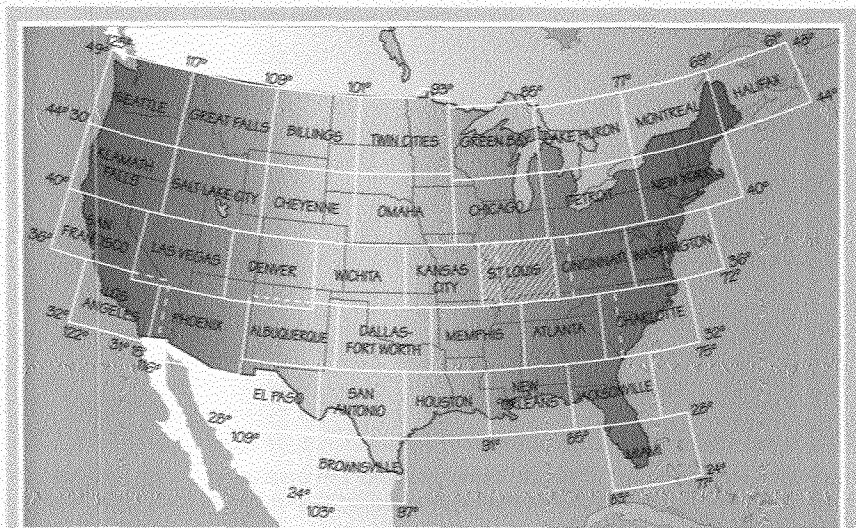 49°
125°
117°
109°
101°
93°
85°
77°
69°
61°
48°
SEATTLE
GREAT FALLS
BILLINGS
TWIN CITIES
GREEN BAY
LAKE HURON
MONTREAL
HALIFAX
44° 30'
44°
KLAMATH
FALLS
SALT LAKE CITY
CHEYENNE
OMAHA
CHICAGO
DETROIT
NEW YORK
40°
40°
SAN
FRANCISCO
LAS VEGAS
DENVER
WICHITA
KANSAS
CITY
ST LOUIS
CINCINNATI
WASHINGTON
36°
36°
72°
LOS
ANGELES
PHOENIX
ALBUQUERQUE
DALLAS-
FORT WORTH
MEMPHIS
ATLANTA
CHARLOTTE
32°
122°
32°
75°
31° 15'
116°
EL PASO
SAN
ANTONIO
HOUSTON
NEW
ORLEANS
JACKSONVILLE
28°
109°
28°
91°
85°
BROWNSVILLE
MIAMI
24°
103°
97°
83°
24°
77°